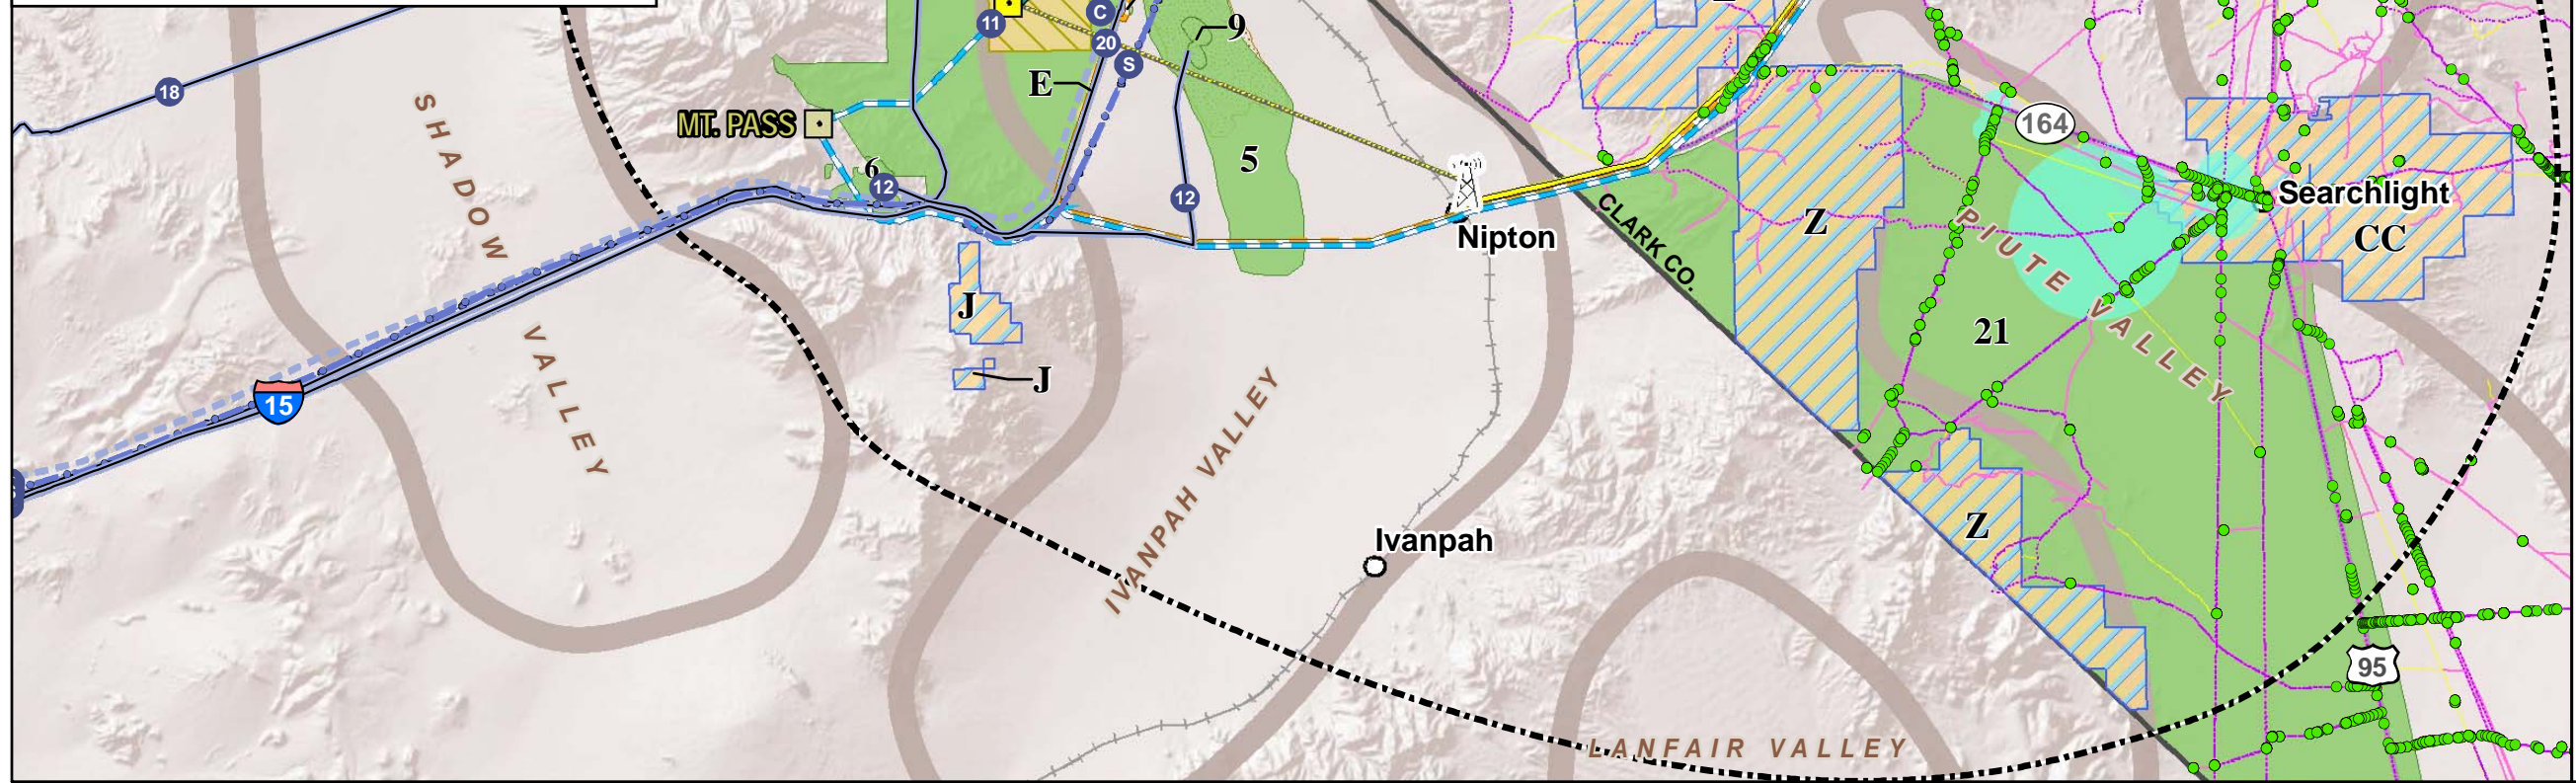 11
C
9
20
S
E
18
MT. PASS
164
5
6
12
12
Searchlight
Z
CC
Nipton
CLARK CO.
SHADOW
VALLEY
PIUTE VALLEY
J
21
J
15
IVANPAH VALLEY
Z
Ivanpah
95
LANFAIR VALLEY